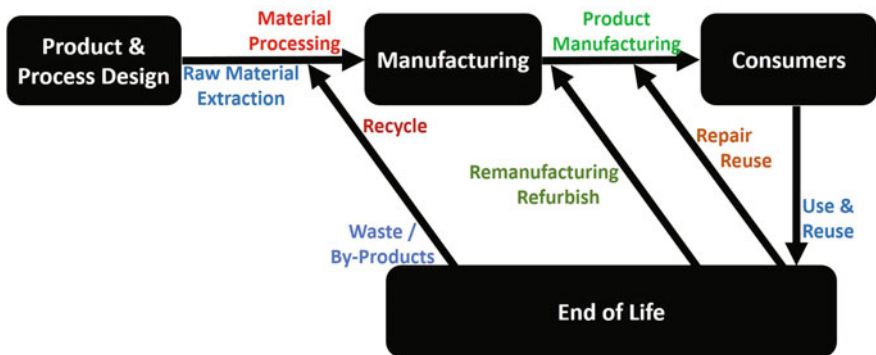 Product &
Process Design
Material
Processing
Raw Material
Extraction
Manufacturing
Product
Manufacturing
Consumers
Recycle
Remanufacturing
Refurbish
Repair
Reuse
Use &
Reuse
Waste /
By-Products
End of Life